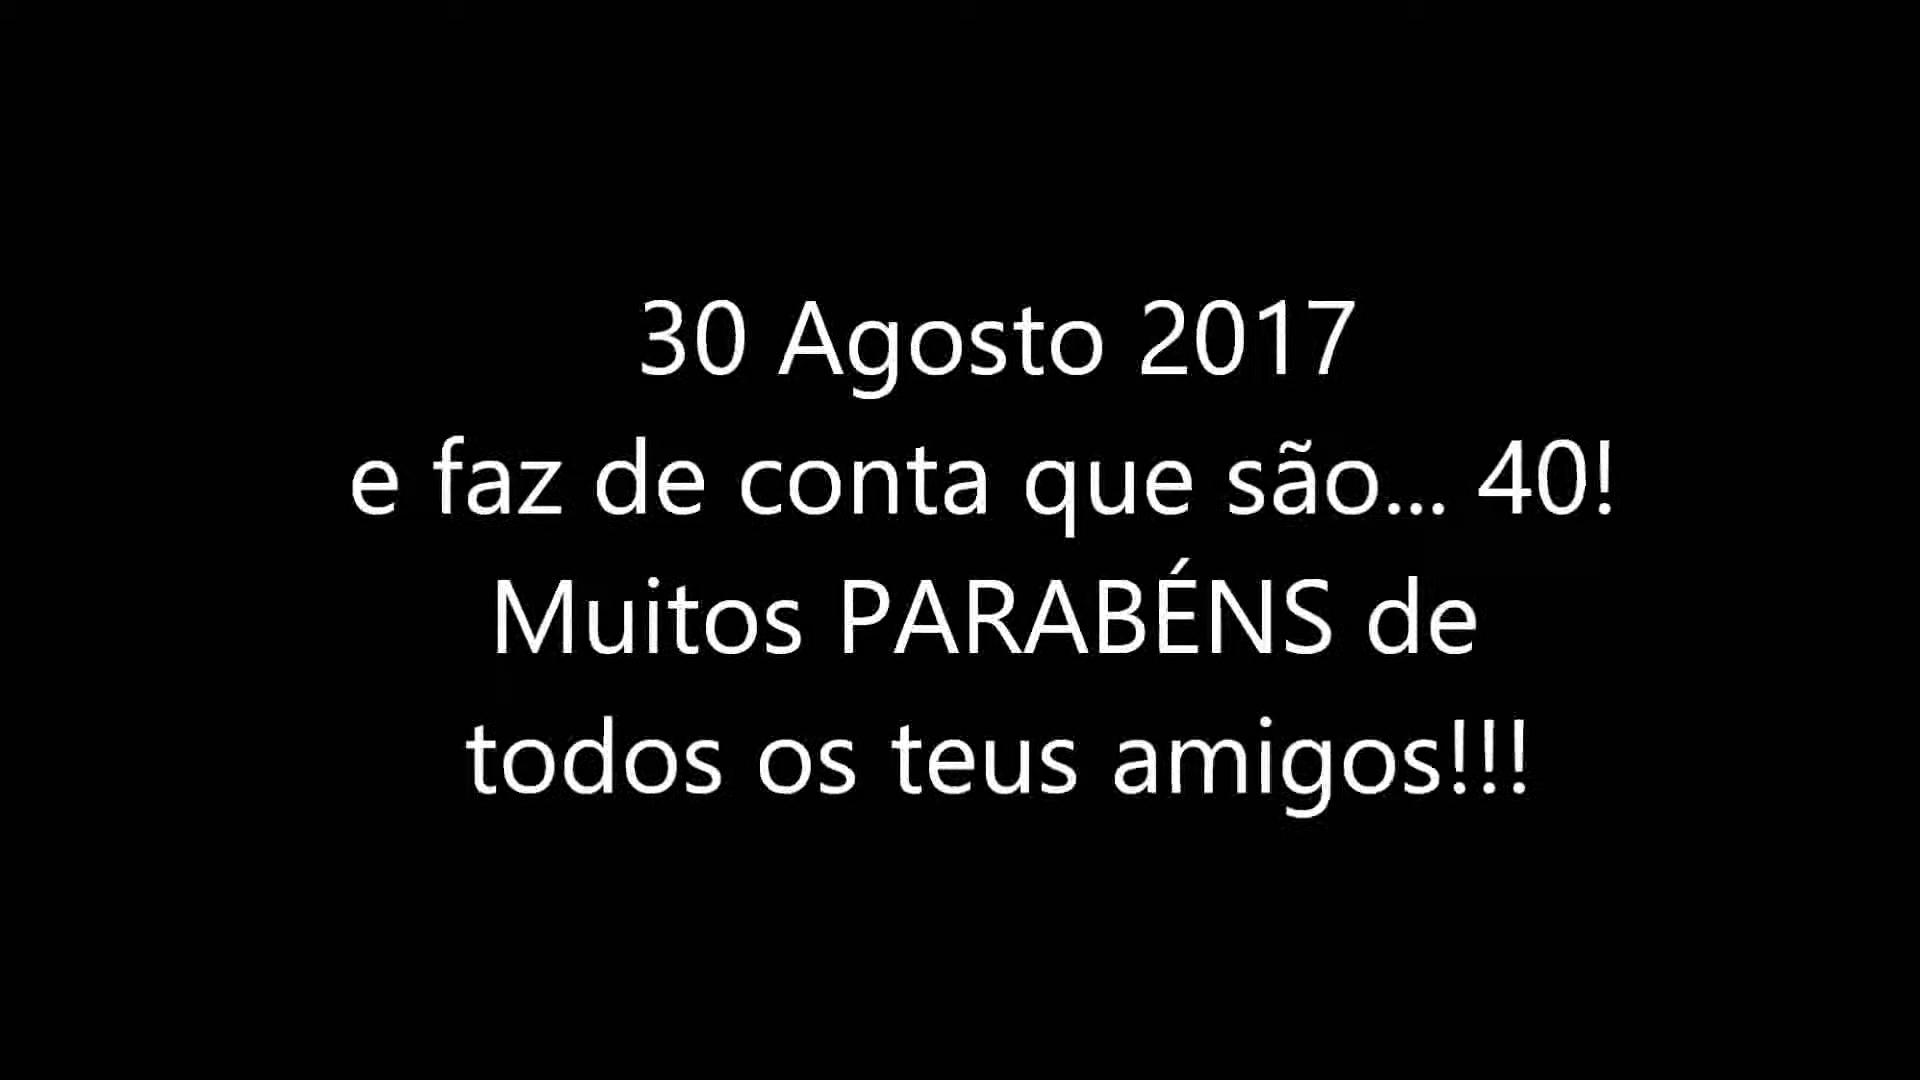 30 Agosto 2017
e faz de conta que são... 40!
Muitos PARABÉNS de
todos os teus amigos!!!